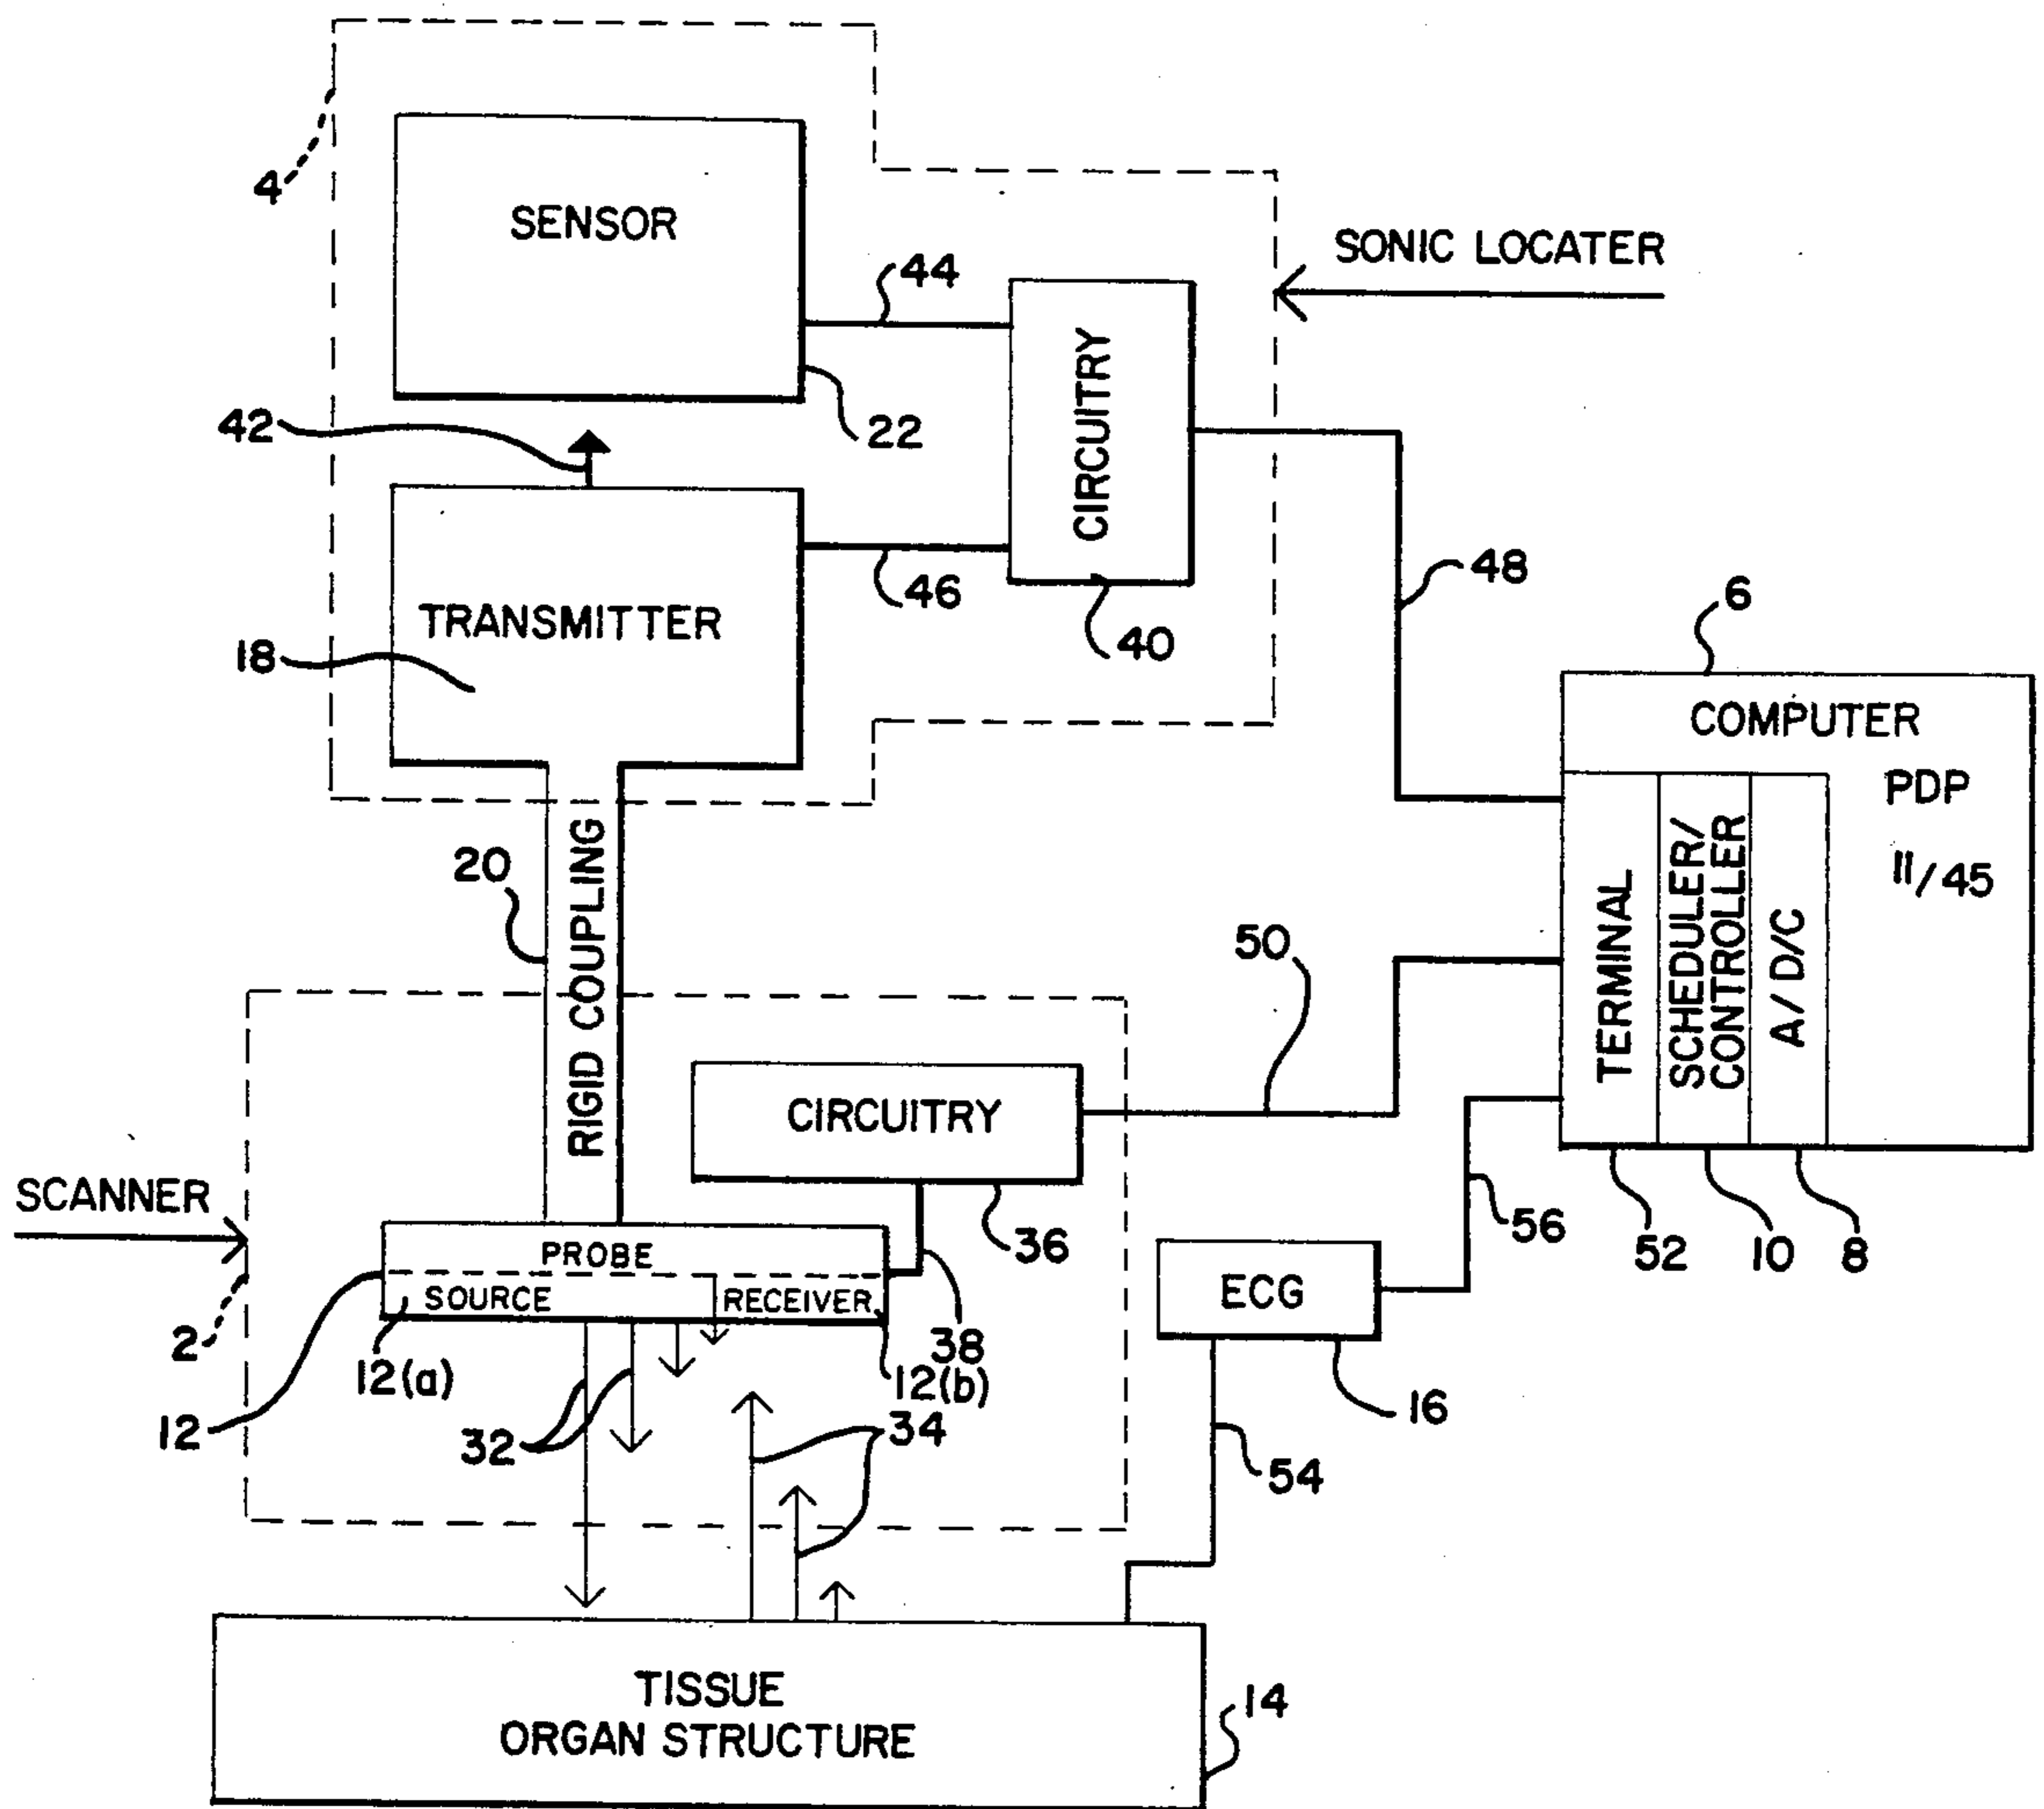 4
SENSOR
SONIC LOCATER
44
42
22
CIRCUITRY
48
46
6
TRANSMITTER
40
18
COMPUTER
PDP
11/45
TERMINAL
SCHEDULER/
CONTROLLER
A/D/C
20
RIGID COUPLING
50
CIRCUITRY
SCANNER
36
56
52
10
8
PROBE
SOURCE
RECEIVER
ECG
2
12(a)
38
12(b)
12
32
34
16
54
TISSUE
ORGAN STRUCTURE
14